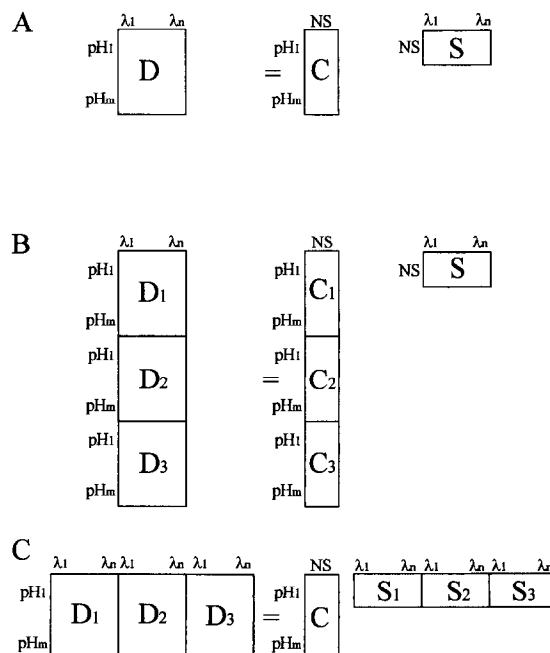 A
λ1 λn NS λ1 λn
pH1 D pHm = pH1 C pHm NS S
B
λ1 λn NS λ1 λn
pH1 D1 pHm pH1 C1 pHm NS S
pH1 D2 pHm = pH1 C2 pHm
pH1 D3 pHm pH1 C3 pHm
C
λ1 λn λ1 λn λ1 λn NS λ1 λn λ1 λn λ1 λn
pH1 D1 D2 D3 pHm = pH1 C pHm S1 S2 S3